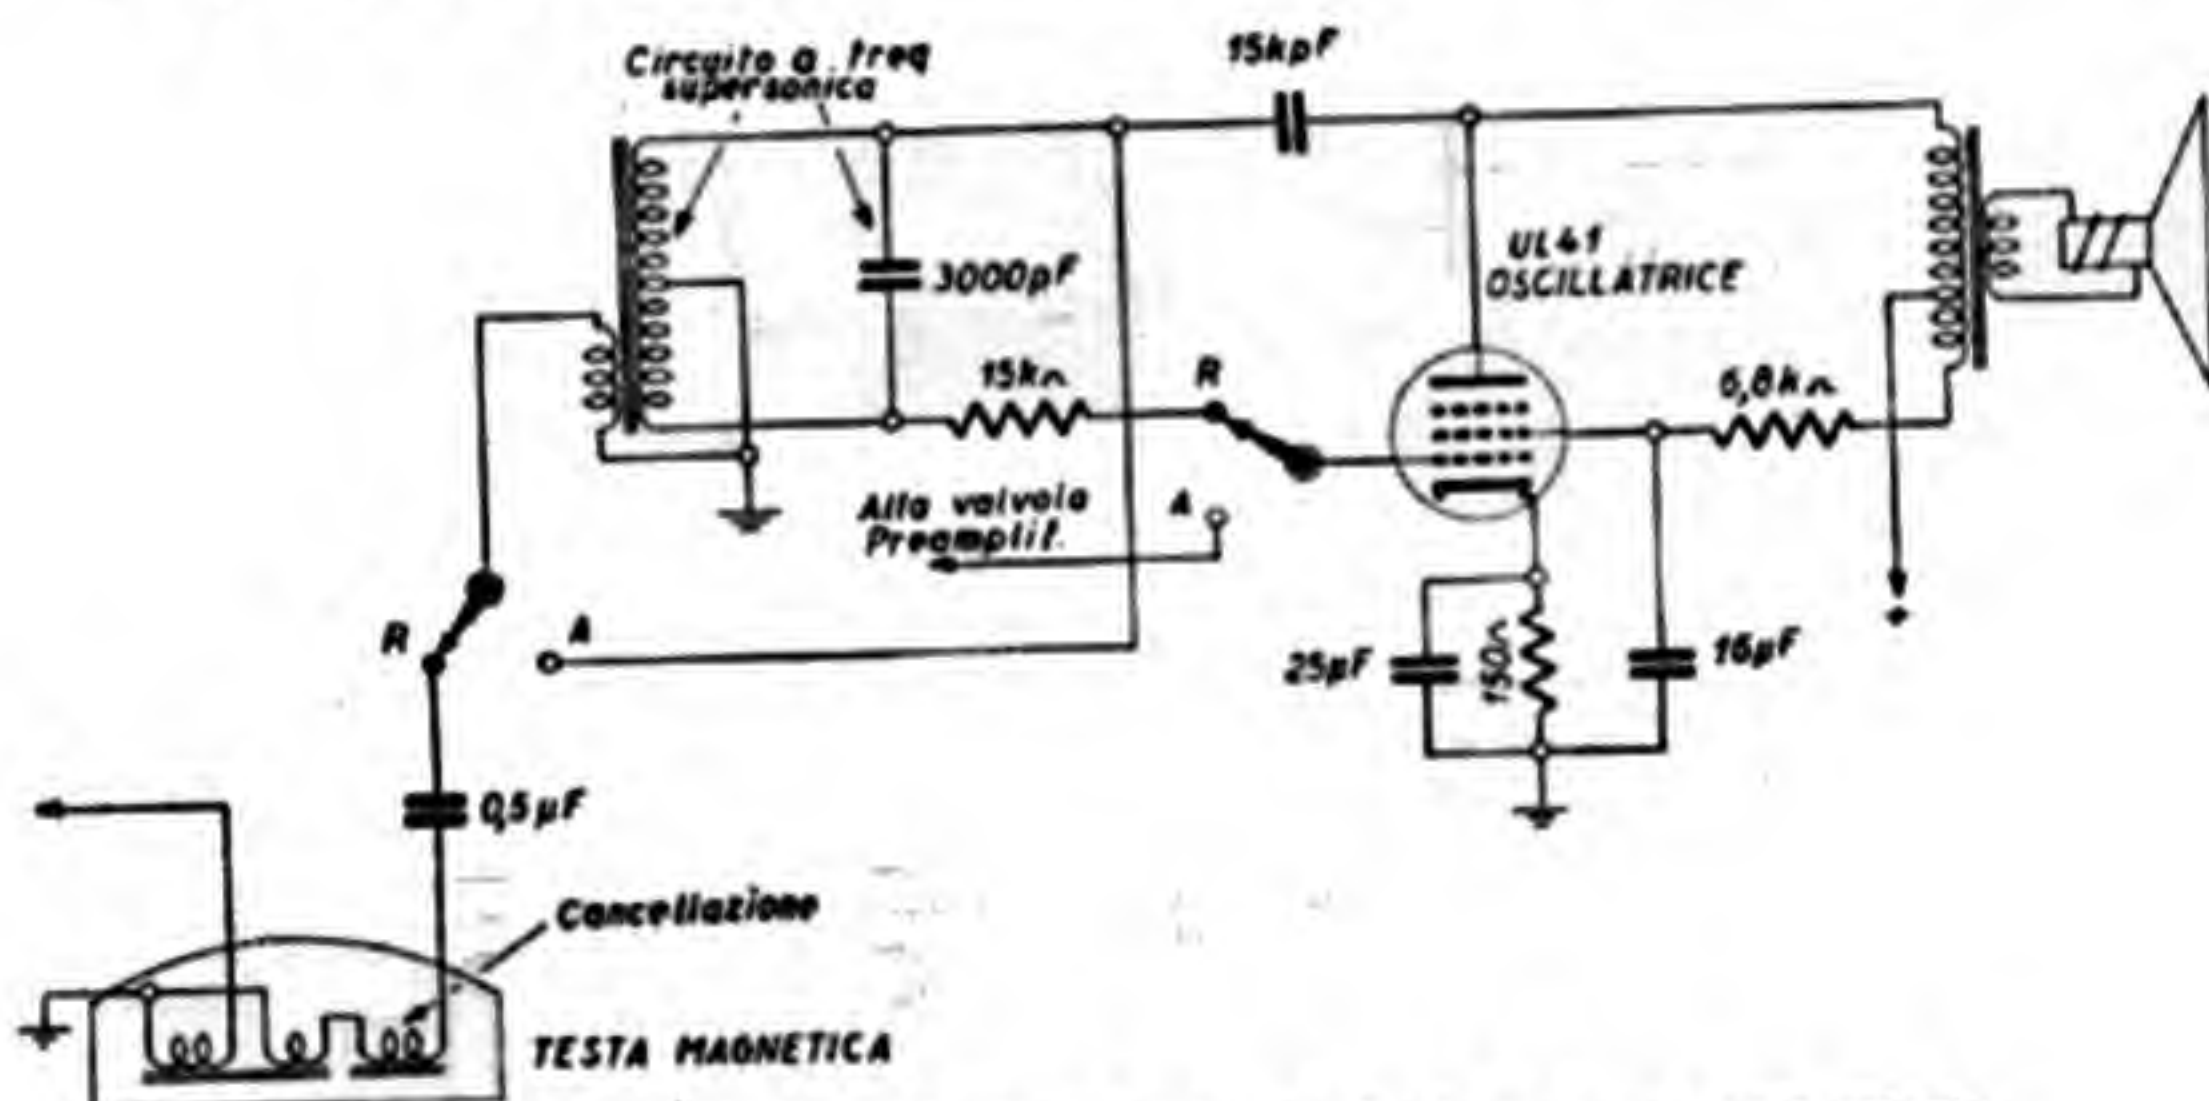 Circuito a freq
supersonica
15kpF
3000pF
UL41
OSCILLATRICE
15kΩ
R
6,8kΩ
Alla valvola
Preamplif.
A
R
A
25µF
150Ω
16µF
+
0,5µF
Cancellazione
TESTA MAGNETICA